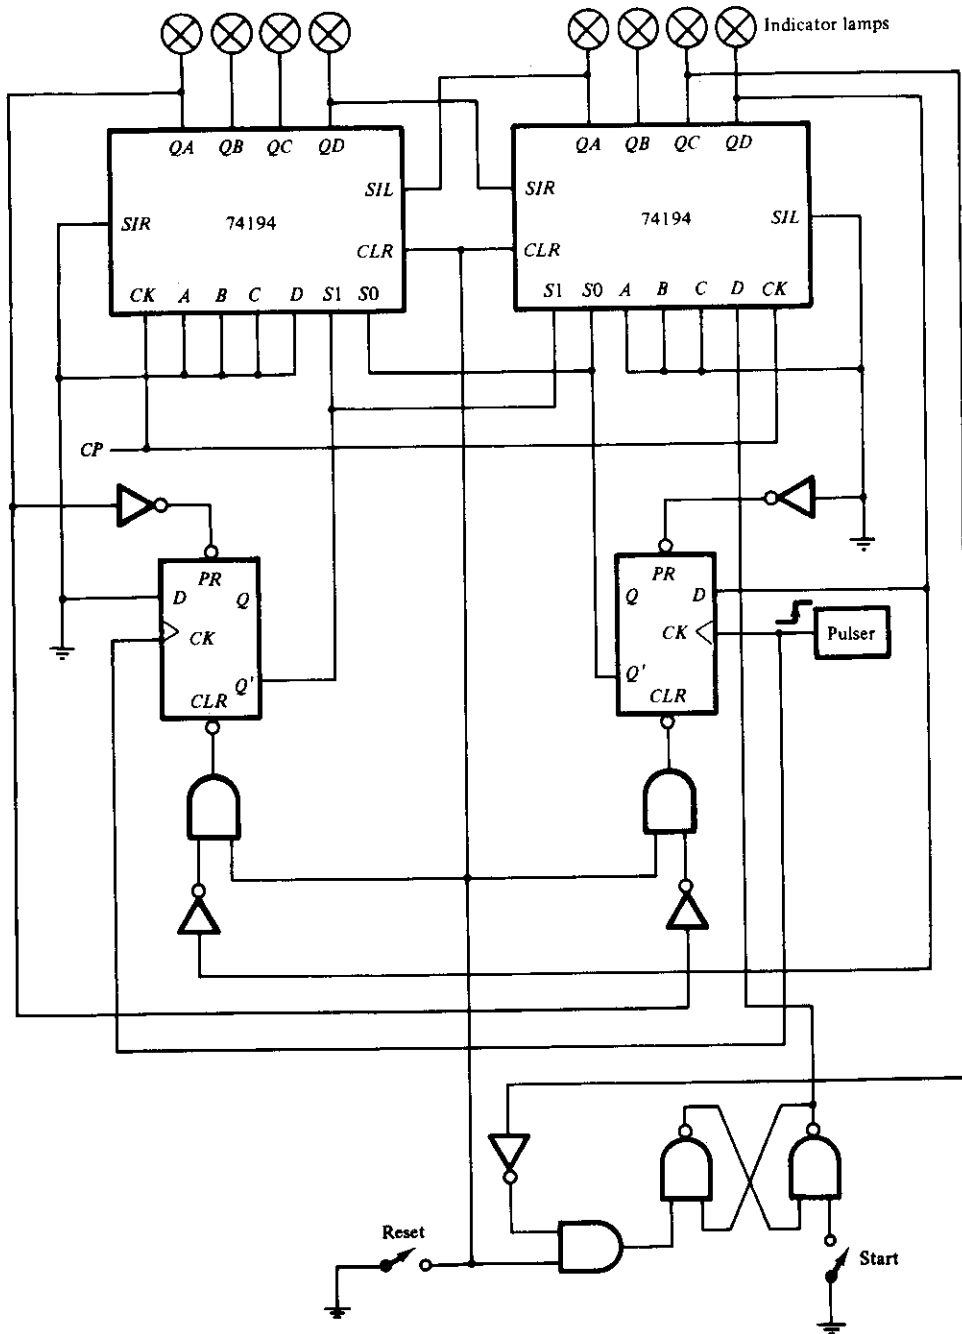 Indicator lamps
QA QB QC QD
QA QB QC QD
SIL
SIR
74194
CLR
CK A B C D S1 S0
SIR
74194
SIL
CLR
S1 S0 A B C D CK
CP
PR
D Q
CK
Q'
CLR
PR
Q D
CK
Q'
CLR
Pulser
Reset
Start